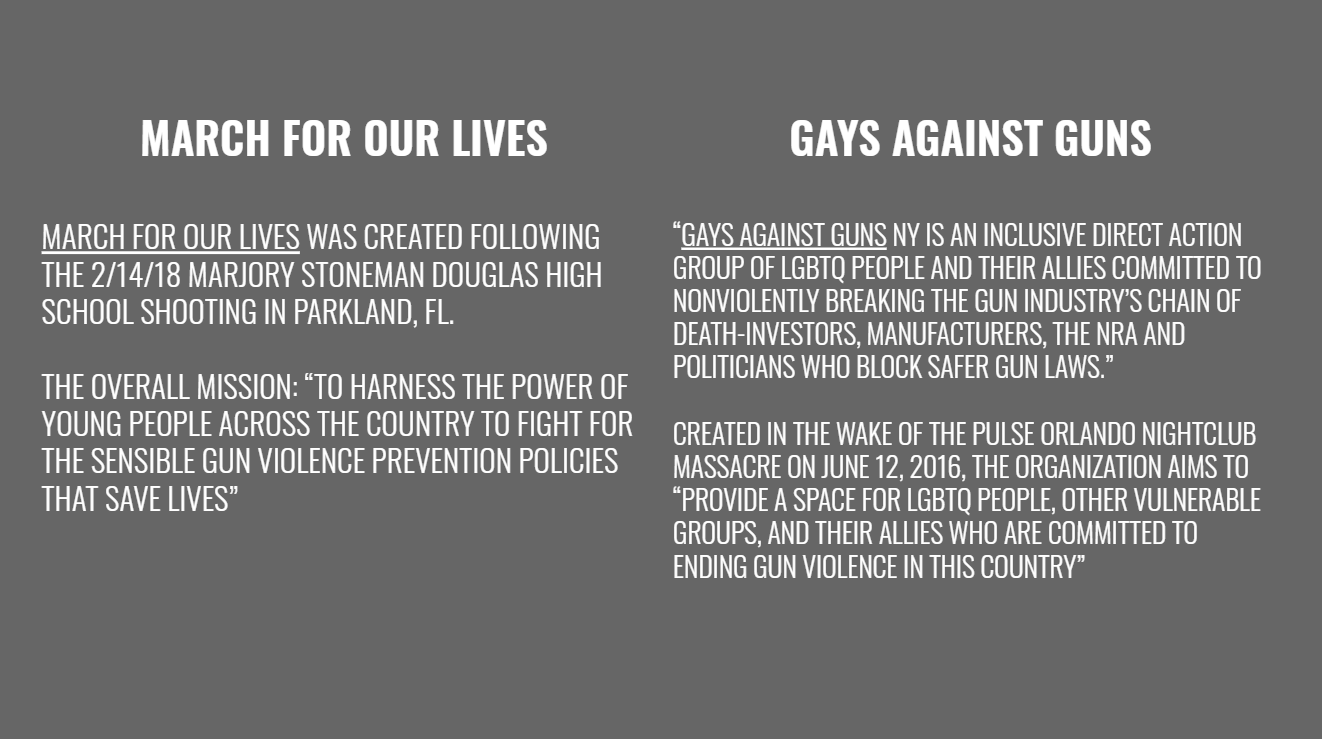 MARCH FOR OUR LIVES
MARCH FOR OUR LIVES WAS CREATED FOLLOWING
THE 2/14/18 MARJORY STONEMAN DOUGLAS HIGH
SCHOOL SHOOTING IN PARKLAND, FL.
THE OVERALL MISSION: “TO HARNESS THE POWER OF
YOUNG PEOPLE ACROSS THE COUNTRY TO FIGHT FOR
THE SENSIBLE GUN VIOLENCE PREVENTION POLICIES
THAT SAVE LIVES”
GAYS AGAINST GUNS
“GAYS AGAINST GUNS NY IS AN INCLUSIVE DIRECT ACTION
GROUP OF LGBTQ PEOPLE AND THEIR ALLIES COMMITTED TO
NONVIOLENTLY BREAKING THE GUN INDUSTRY’S CHAIN OF
DEATH-INVESTORS, MANUFACTURERS, THE NRA AND
POLITICIANS WHO BLOCK SAFER GUN LAWS.”
CREATED IN THE WAKE OF THE PULSE ORLANDO NIGHTCLUB
MASSACRE ON JUNE 12, 2016, THE ORGANIZATION AIMS TO
“PROVIDE A SPACE FOR LGBTQ PEOPLE, OTHER VULNERABLE
GROUPS, AND THEIR ALLIES WHO ARE COMMITTED TO
ENDING GUN VIOLENCE IN THIS COUNTRY”